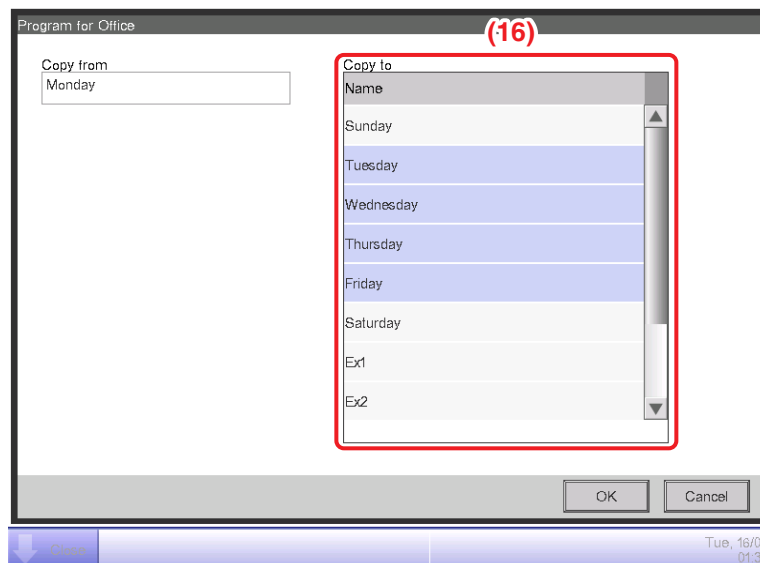 Program for Office
(16)
Copy from
Monday
Copy to
Name
Sunday
Tuesday
Wednesday
Thursday
Friday
Saturday
Ex1
Ex2
OK
Cancel
Close
Tue, 16/0
01:3